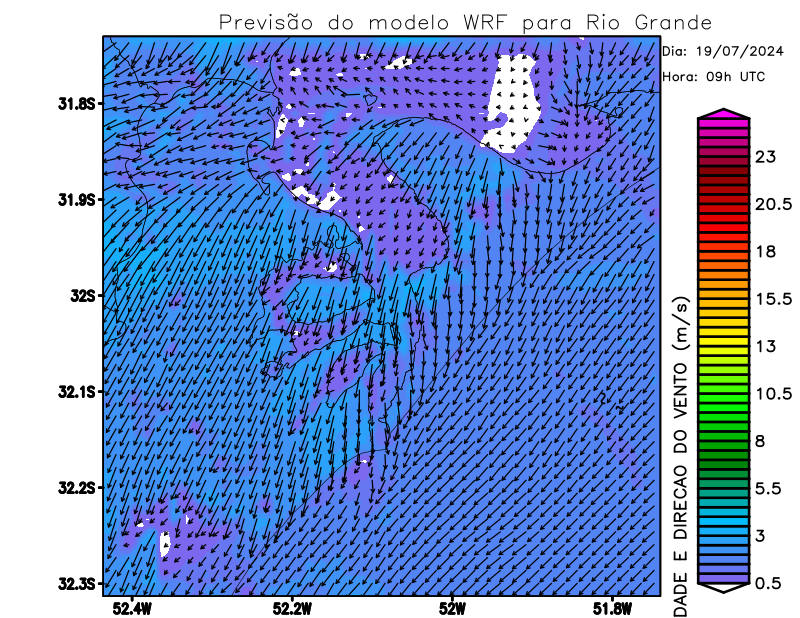 Previsão do modelo WRF para Rio Grande
Dia: 19/07/2024
Hora: 09h UTC
31.8S
31.9S
32S
32.1S
32.2S
32.3S
52.4W
52.2W
52W
51.8W
23
20.5
18
15.5
13
10.5
8
5.5
3
0.5
DADE E DIRECAO DO VENTO (m/s)